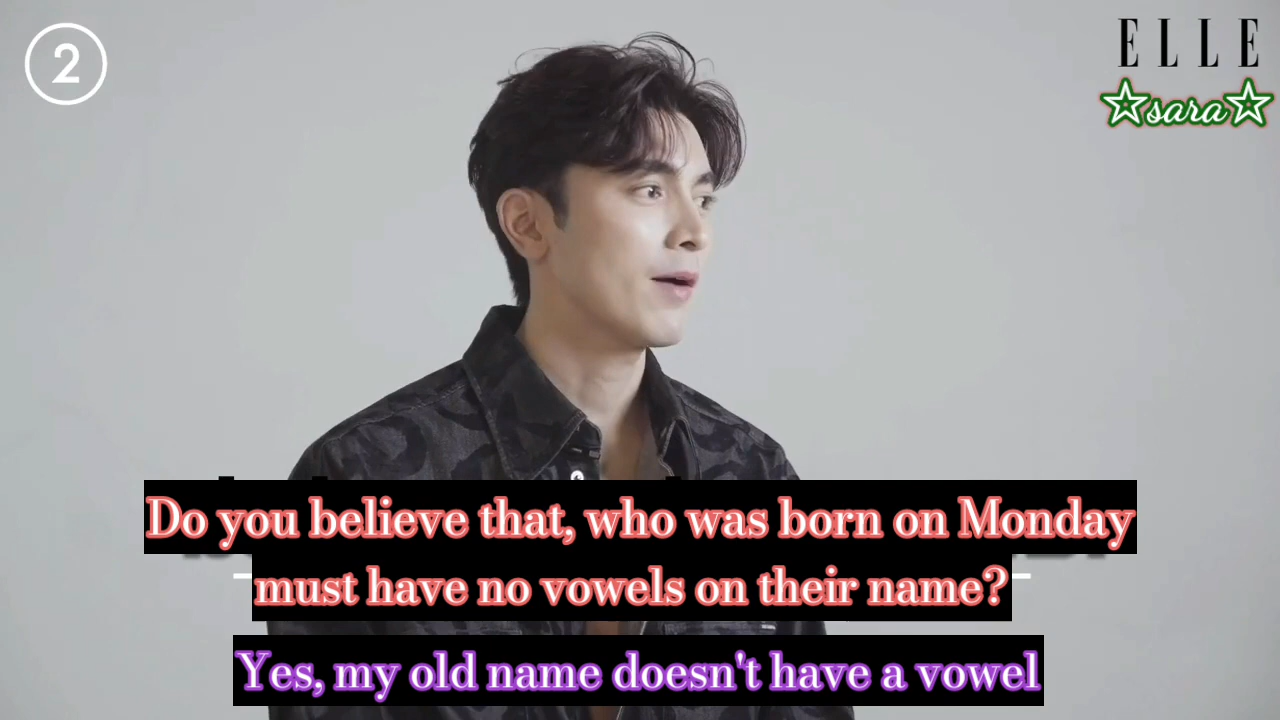 2
ELLE
☆sara☆
Do you believe that, who was born on Monday
must have no vowels on their name?
Yes, my old name doesn't have a vowel